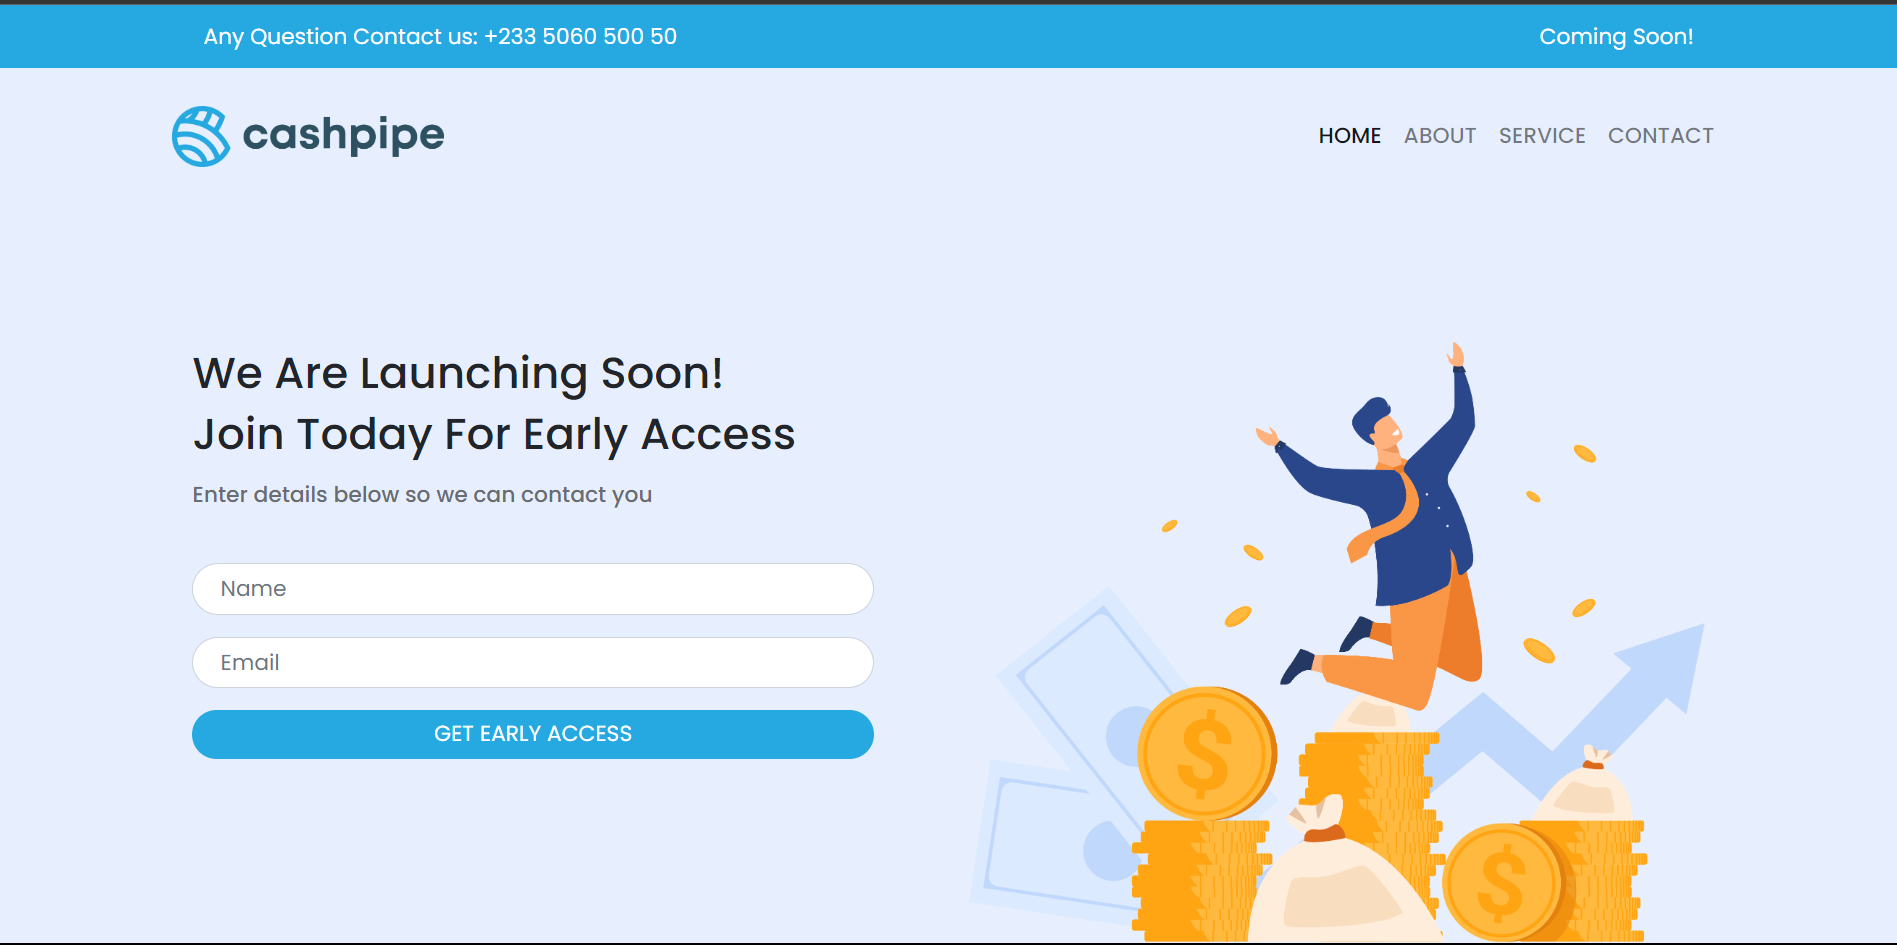 Any Question Contact us: +233 5060 500 50
Coming Soon!
cashpipe
HOME ABOUT SERVICE CONTACT
We Are Launching Soon!
Join Today For Early Access
Enter details below so we can contact you
Name
Email
GET EARLY ACCESS
$
$